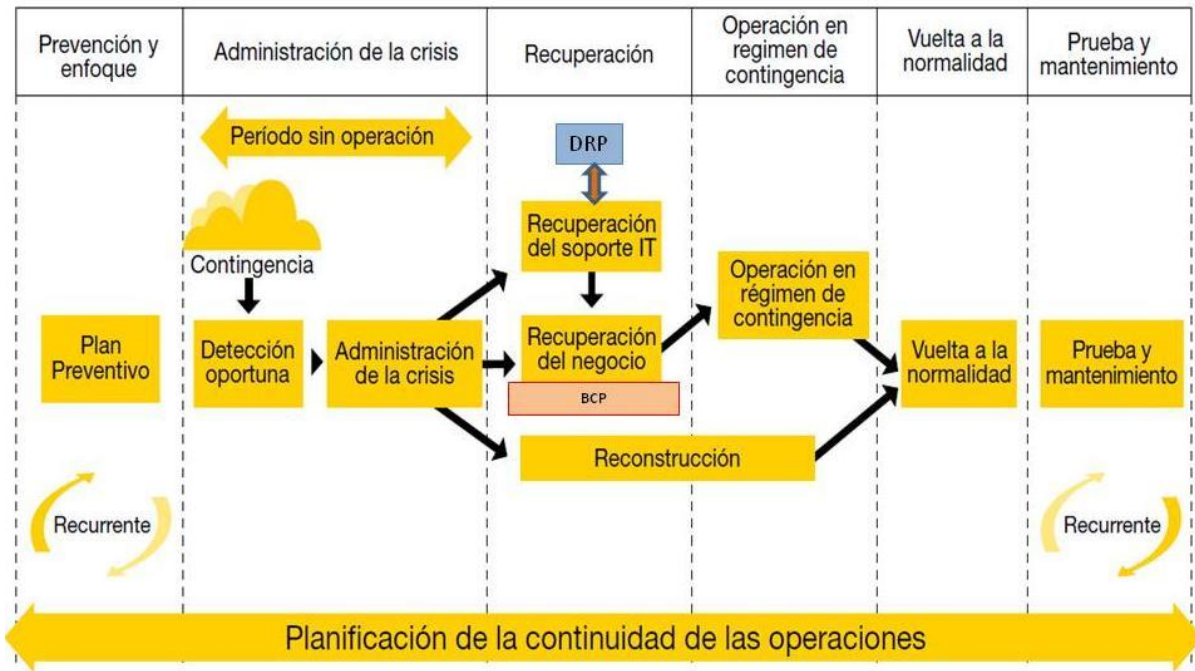 Prevención y
enfoque
Administración de la crisis
Recuperación
Operación en
regimen de
contingencia
Vuelta a la
normalidad
Prueba y
mantenimiento
Período sin operación
DRP
Contingencia
Recuperación
del soporte IT
Operación en
régimen de
contingencia
Plan
Preventivo
Detección
oportuna
Administración
de la crisis
Recuperación
del negocio
BCP
Vuelta a la
normalidad
Prueba y
mantenimiento
Reconstrucción
Recurrente
Recurrente
Planificación de la continuidad de las operaciones